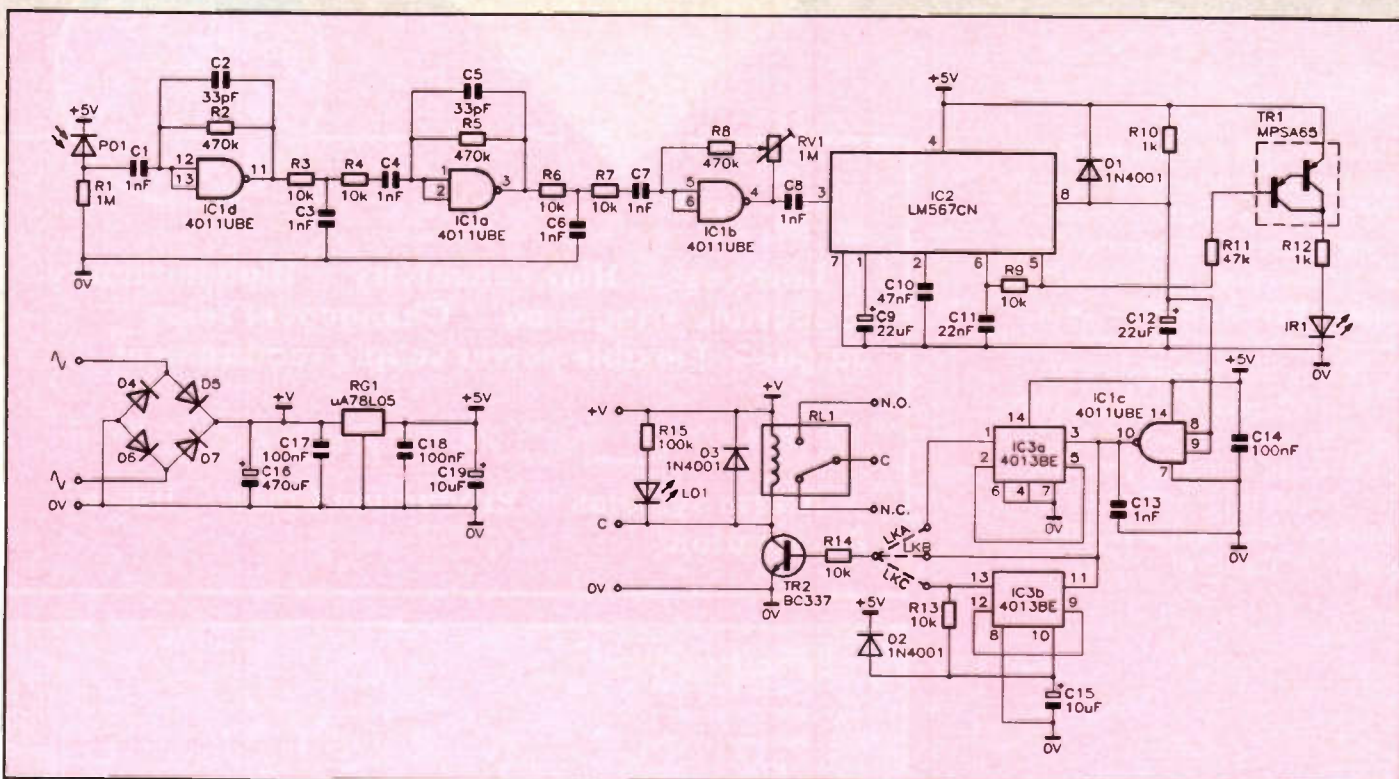 C2
33pF
R2
470k
+5V
PD1
C1
1nF
R1
1M
12
13
11
IC1d
4011UBE
R3
10k
R4
10k
C3
1nF
C4
1nF
C5
33pF
R5
470k
1
2
3
IC1a
4011UBE
R6
10k
R7
10k
C6
1nF
C7
1nF
R8
470k
RV1
1M
5
6
4
IC1b
4011UBE
C8
1nF
0V
+5V
4
3
IC2
LM567CN
8
7
1
2
6
5
C9
+
22uF
C10
47nF
C11
22nF
R9
10k
D1
1N4001
R10
1k
TR1
MPSA65
R11
47k
R12
1k
C12
+
22uF
IR1
0V
D4
D5
D6
D7
0V
+V
RG1
uA78L05
+5V
C16
+
470uF
C17
100nF
C18
100nF
C19
+
10uF
0V
+V
+V
R15
100k
LD1
D3
1N4001
RL1
N.O.
C
N.C.
C
0V
TR2
BC337
0V
R14
10k
LKA
LKB
LKC
14
1
2
3
5
IC3a
4013BE
6
4
7
0V
IC1c
4011UBE
10
14
8
9
7
+5V
C14
100nF
C13
1nF
0V
13
12
11
9
IC3b
4013BE
8
10
R13
10k
+5V
D2
1N4001
C15
+
10uF
0V